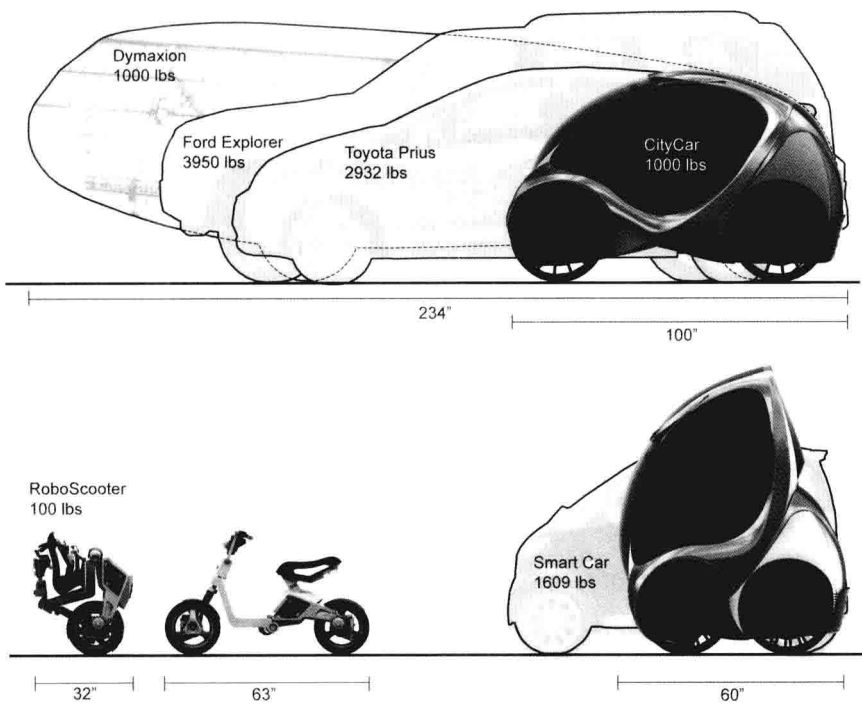 Dymaxion
1000 lbs
Ford Explorer
3950 lbs
Toyota Prius
2932 lbs
CityCar
1000 lbs
234"
100"
RoboScooter
100 lbs
Smart Car
1609 lbs
32"
63"
60"